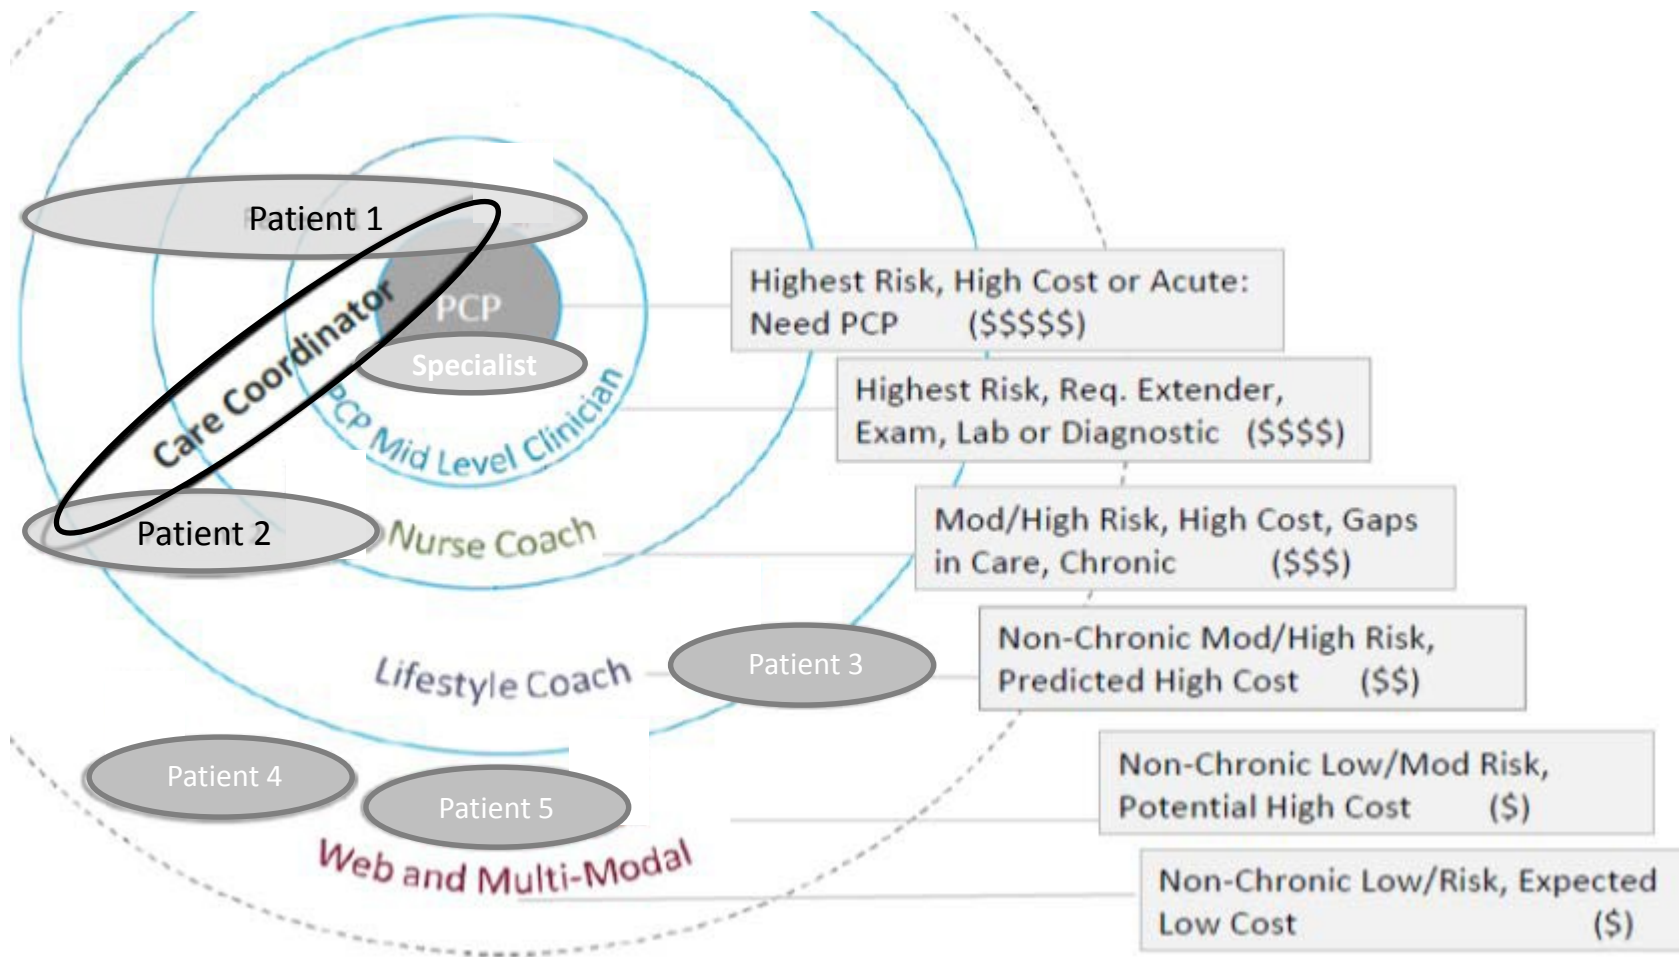 Patient 1
Care Coordinator
PCP
Specialist
PCP Mid Level Clinician
Patient 2
Nurse Coach
Lifestyle Coach
Patient 3
Patient 4
Patient 5
Web and Multi-Modal
Highest Risk, High Cost or Acute:
Need PCP ($$$$$)
Highest Risk, Req. Extender,
Exam, Lab or Diagnostic ($$$$)
Mod/High Risk, High Cost, Gaps
in Care, Chronic ($$$)
Non-Chronic Mod/High Risk,
Predicted High Cost ($$)
Non-Chronic Low/Mod Risk,
Potential High Cost ($)
Non-Chronic Low/Risk, Expected
Low Cost ($)